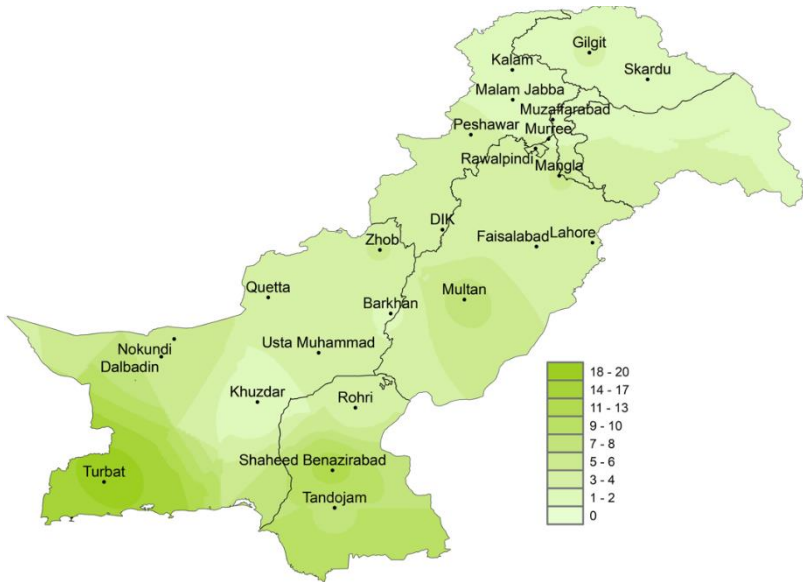 Gilgit
Kalam
Skardu
Malam Jabba
Muzaffarabad
Peshawar
Murree
Rawalpindi
Mangla
DIK
Zhob
Faisalabad
Lahore
Quetta
Multan
Barkhan
Usta Muhammad
Nokundi
Dalbadin
Khuzdar
Rohri
Shaheed Benazirabad
Turbat
Tandojam
18 - 20
14 - 17
11 - 13
9 - 10
7 - 8
5 - 6
3 - 4
1 - 2
0